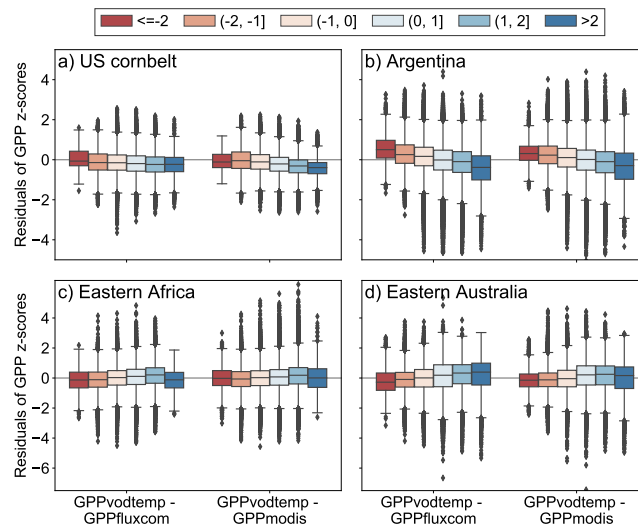 <=-2 (-2, -1] (-1, 0] (0, 1] (1, 2] >2
a) US cornbelt
b) Argentina
Residuals of GPP z-scores
4
2
0
−2
−4
c) Eastern Africa
d) Eastern Australia
Residuals of GPP z-scores
6
4
2
0
−2
−4
−6
GPPvodtemp - GPPfluxcom
GPPvodtemp - GPPmodis
GPPvodtemp - GPPfluxcom
GPPvodtemp - GPPmodis